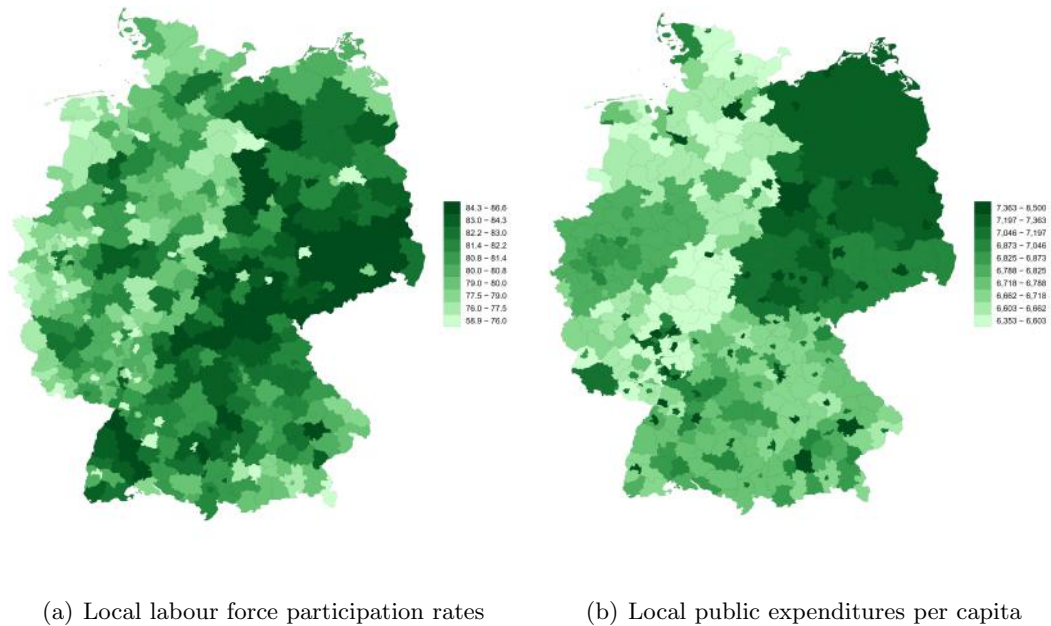 84.3 − 86.6
83.0 − 84.3
82.2 − 83.0
81.4 − 82.2
80.8 − 81.4
80.0 − 80.8
79.0 − 80.0
77.5 − 79.0
76.0 − 77.5
58.9 − 76.0
7,363 − 8,500
7,197 − 7,363
7,046 − 7,197
6,873 − 7,046
6,825 − 6,873
6,788 − 6,825
6,718 − 6,788
6,662 − 6,718
6,603 − 6,662
6,353 − 6,603
(a) Local labour force participation rates
(b) Local public expenditures per capita